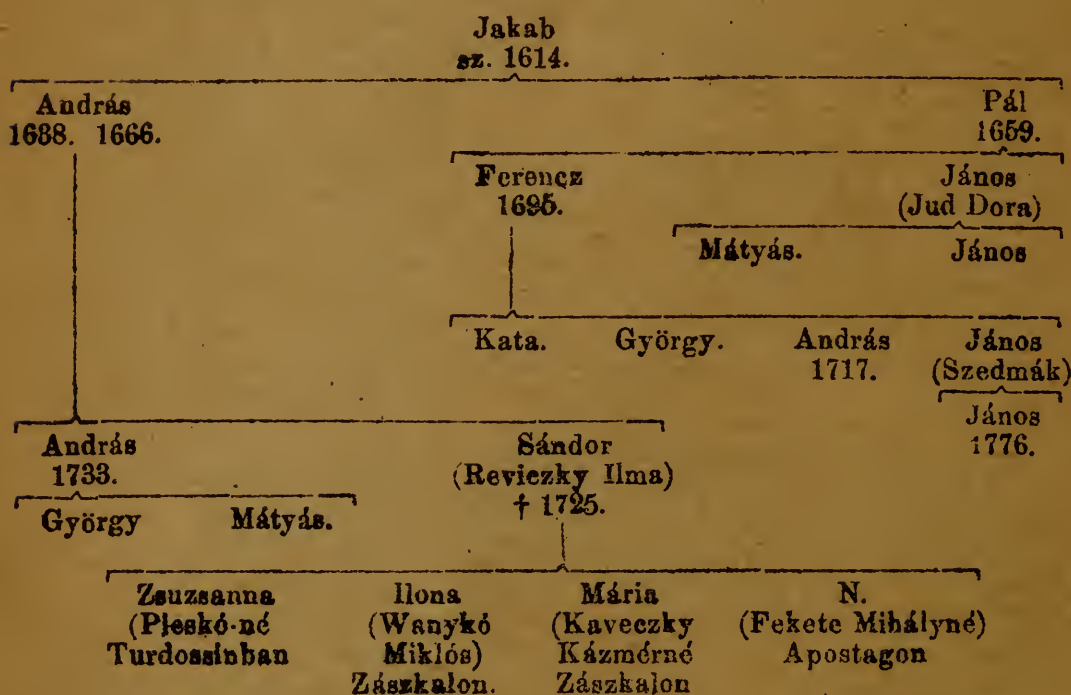 Jakab
sz. 1614.
András Pál
1688. 1666. 1659.
Ferencz János
1695. (Jud Dora)
Mátyás. János
Kata. György. András János
1717. (Szedmák)
János
1776.
András Sándor
1733. (Reviczky Ilma)
† 1725.
György Mátyás.
Zsuzsanna Ilona Mária N.
(Pleskó-né (Wanykó (Kaveczky (Fekete Mihályné)
Turdossinban Miklós) Kázmérné Apostagon
Zászkalon. Zászkalon